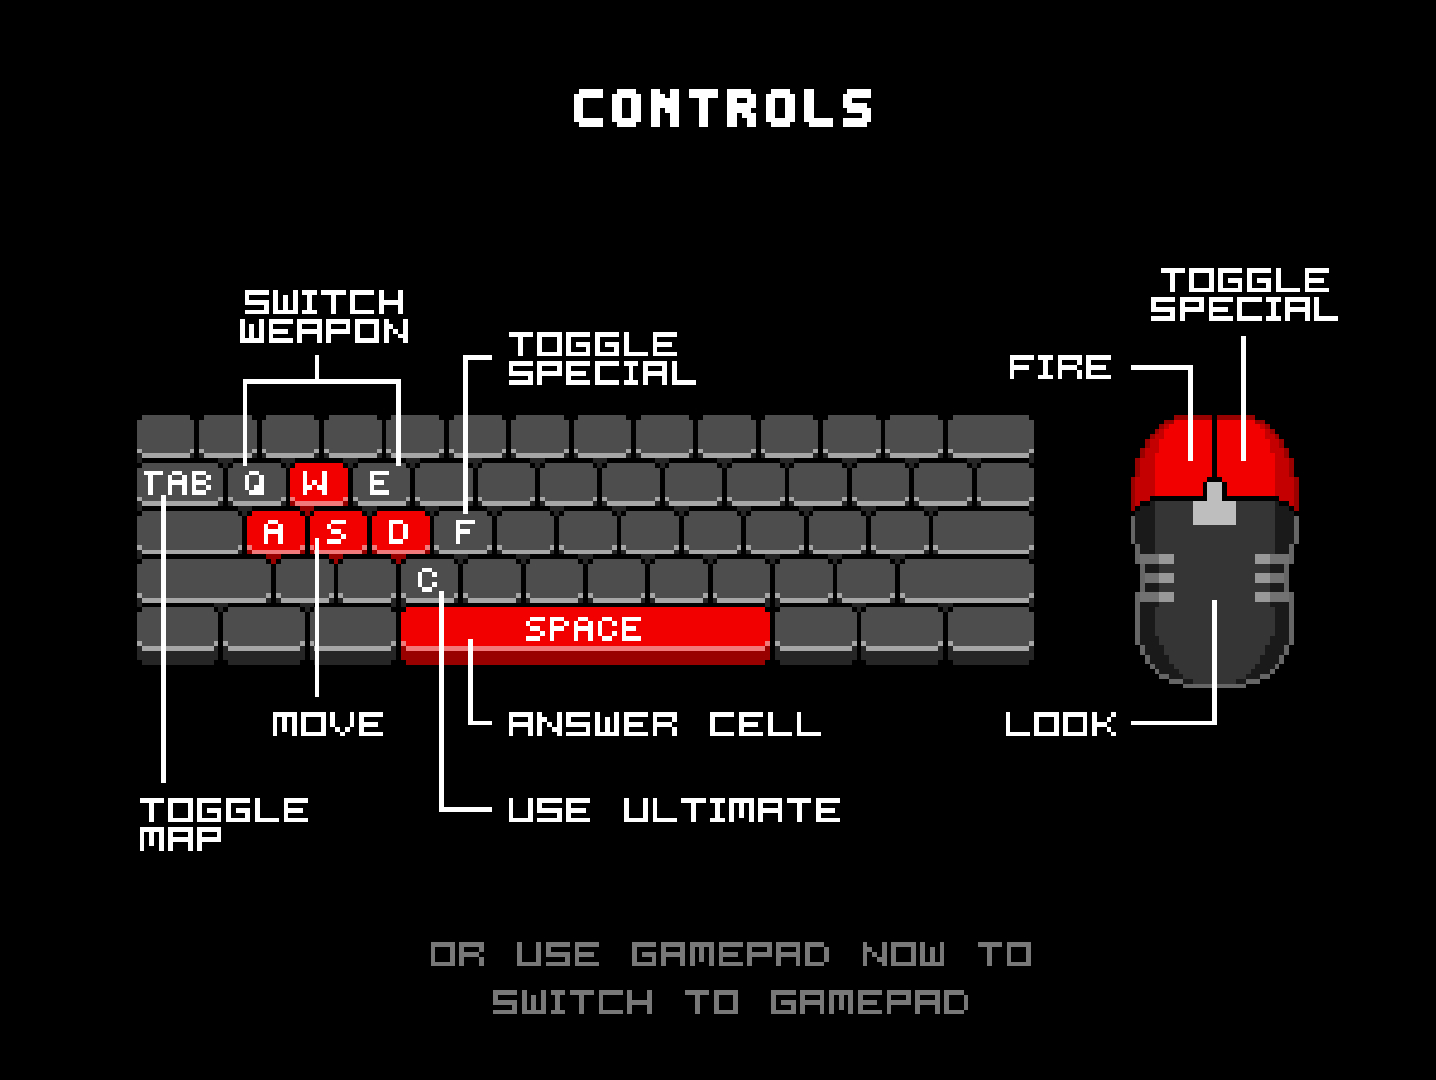 CONTROLS
TOGGLE
SPECIAL
SWITCH
WEAPON
TOGGLE
SPECIAL
FIRE
TAB Q W E
A S D F
C
SPACE
MOVE
ANSWER CELL
LOOK
TOGGLE
MAP
USE ULTIMATE
OR USE GAMEPAD NOW TO
SWITCH TO GAMEPAD